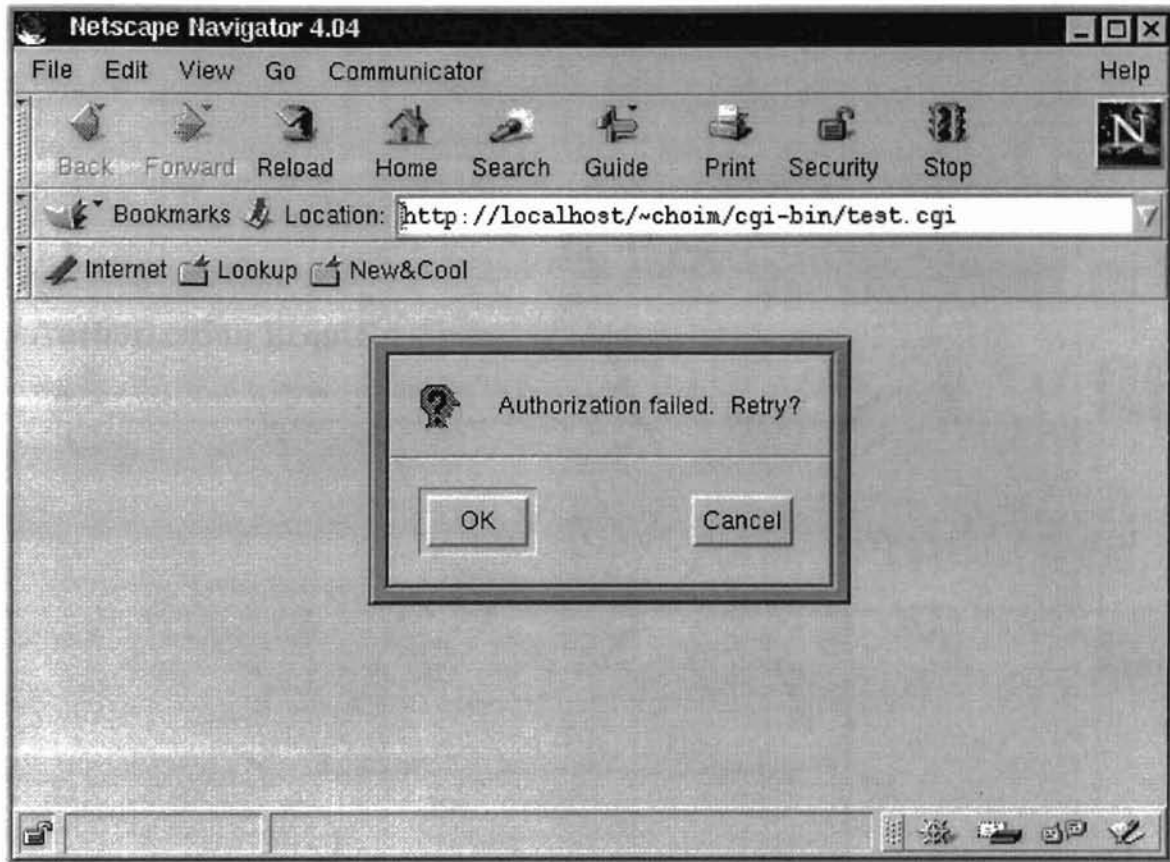 Netscape Navigator 4.04
File Edit View Go Communicator Help
Back Forward Reload Home Search Guide Print Security Stop
N
Bookmarks Location: http://localhost/~choim/cgi-bin/test.cgi
Internet Lookup New&Cool
Authorization failed. Retry?
OK Cancel